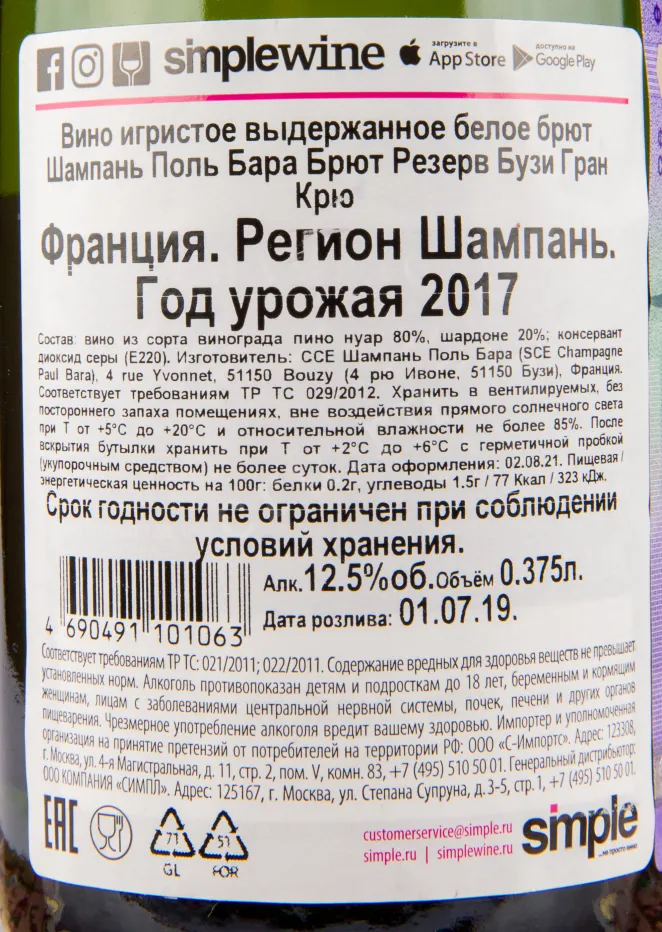 simplewine загрузите в App Store доступно на Google Play
Вино игристое выдержанное белое брют
Шампань Поль Бара Брют Резерв Бузи Гран
Крю
Франция. Регион Шампань.
Год урожая 2017
Состав: вино из сорта винограда пино нуар 80%, шардоне 20%; консервант
диоксид серы (Е220). Изготовитель: ССЕ Шампань Поль Бара (SCE Champagne
Paul Bara), 4 rue Yvonnet, 51150 Bouzy (4 рю Ивоне, 51150 Бузи), Франция.
Соответствует требованиям ТР ТС 029/2012. Хранить в вентилируемых, без
постороннего запаха помещениях, вне воздействия прямого солнечного света
при Т от +5°С до +20°С и относительной влажности не более 85%. После
вскрытия бутылки хранить при Т от +2°С до +6°С с герметичной пробкой
(укупорочным средством) не более суток. Дата оформления: 02.08.21. Пищевая /
энергетическая ценность на 100г: белки 0.2г, углеводы 1.5г / 77 Ккал / 323 кДж.
Срок годности не ограничен при соблюдении
условий хранения.
Алк. 12.5% об. Объём 0.375л.
Дата розлива: 01.07.19.
4 690491 101063
Соответствует требованиям ТР ТС: 021/2011; 022/2011. Содержание вредных для здоровья веществ не превышает
установленных норм. Алкоголь противопоказан детям и подросткам до 18 лет, беременным и кормящим
женщинам, лицам с заболеваниями центральной нервной системы, почек, печени и других органов
пищеварения. Чрезмерное употребление алкоголя вредит вашему здоровью. Импортер и уполномоченная
организация на принятие претензий от потребителей на территории РФ: ООО «С-Импортс». Адрес: 123308,
г. Москва, ул. 4-я Магистральная, д. 11, стр. 2, пом. V, комн. 83, +7 (495) 510 50 01. Генеральный дистрибьютор:
ООО КОМПАНИЯ «СИМПЛ». Адрес: 125167, г. Москва, ул. Степана Супруна, д. 3-5, стр. 1, +7 (495) 510 50 01.
EAC
71
GL
51
FOR
customerservice@simple.ru
simple.ru | simplewine.ru
simple
...не просто вино